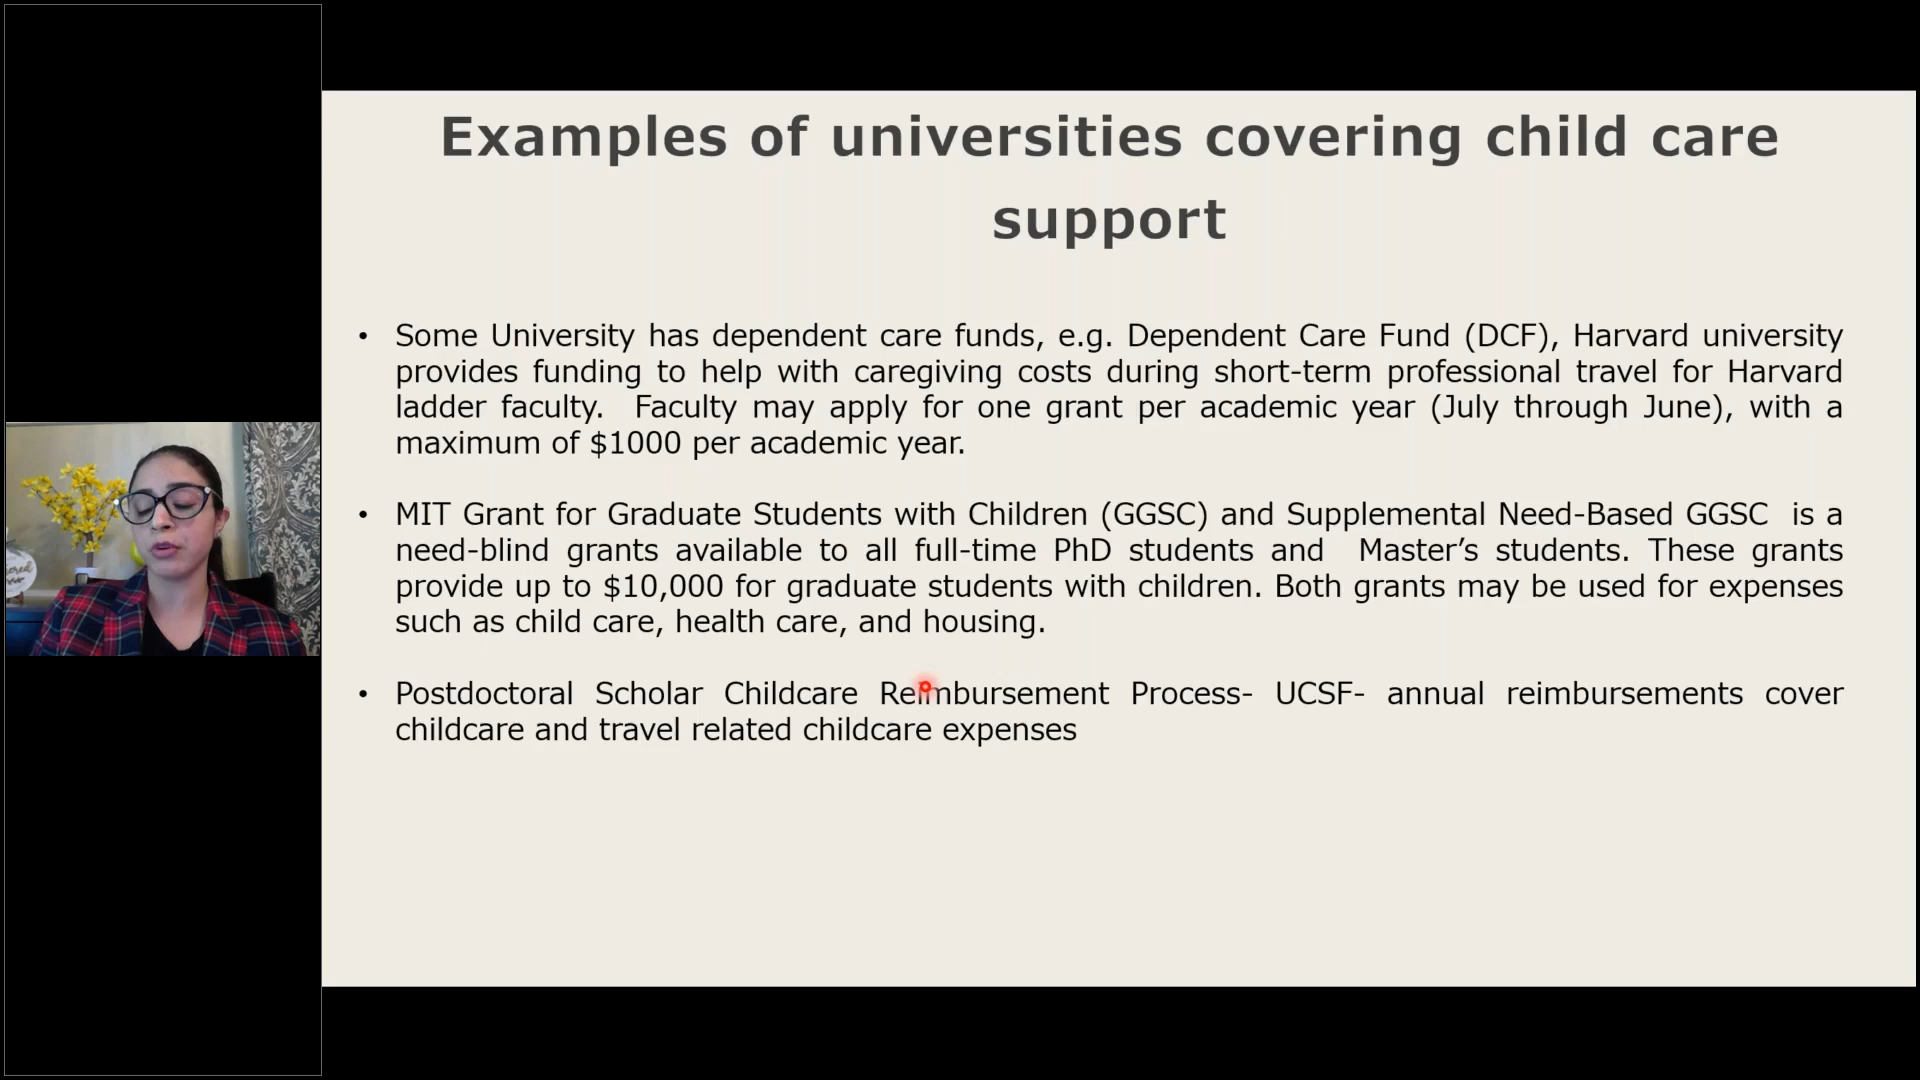 Examples of universities covering child care
support
• Some University has dependent care funds, e.g. Dependent Care Fund (DCF), Harvard university
provides funding to help with caregiving costs during short-term professional travel for Harvard
ladder faculty.  Faculty may apply for one grant per academic year (July through June), with a
maximum of $1000 per academic year.
• MIT Grant for Graduate Students with Children (GGSC) and Supplemental Need-Based GGSC  is a
need-blind grants available to all full-time PhD students and  Master’s students. These grants
provide up to $10,000 for graduate students with children. Both grants may be used for expenses
such as child care, health care, and housing.
• Postdoctoral Scholar Childcare Reimbursement Process- UCSF- annual reimbursements cover
childcare and travel related childcare expenses